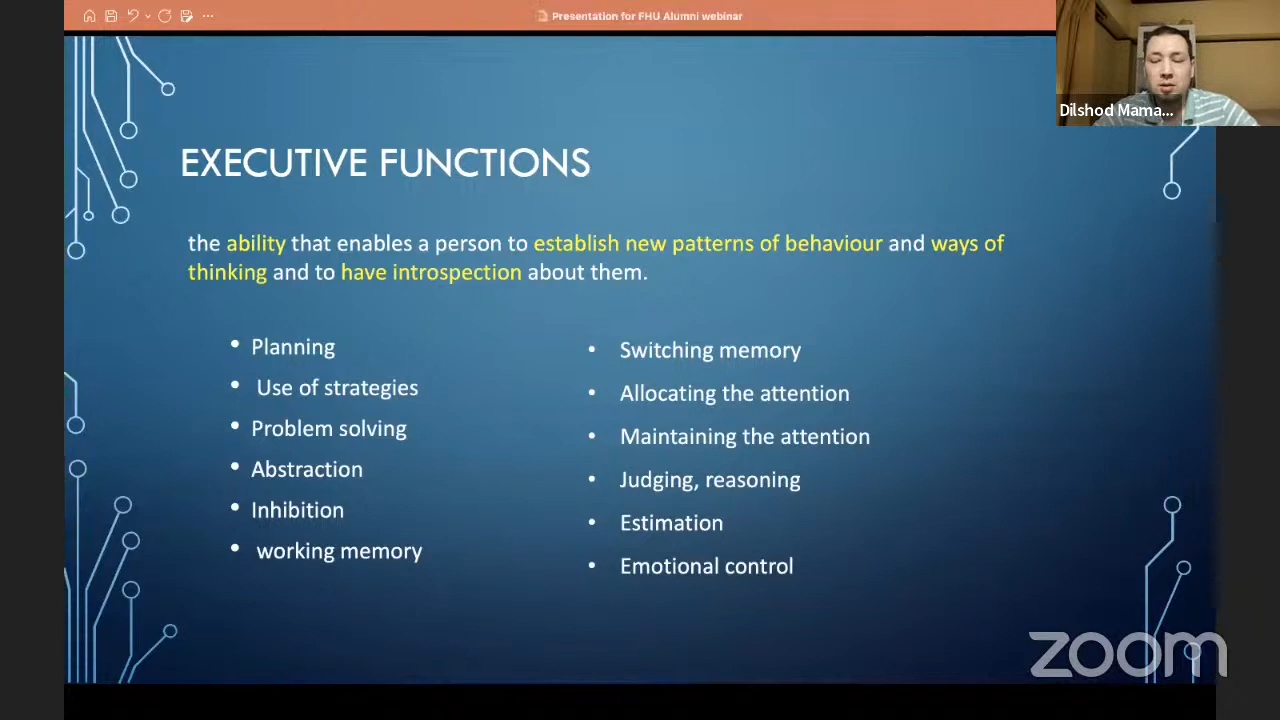 Presentation for FHU Alumni webinar
Dilshod Mama...
EXECUTIVE FUNCTIONS
the ability that enables a person to establish new patterns of behaviour and ways of
thinking and to have introspection about them.
• Planning
• Use of strategies
• Problem solving
• Abstraction
• Inhibition
• working memory
• Switching memory
• Allocating the attention
• Maintaining the attention
• Judging, reasoning
• Estimation
• Emotional control
zoom